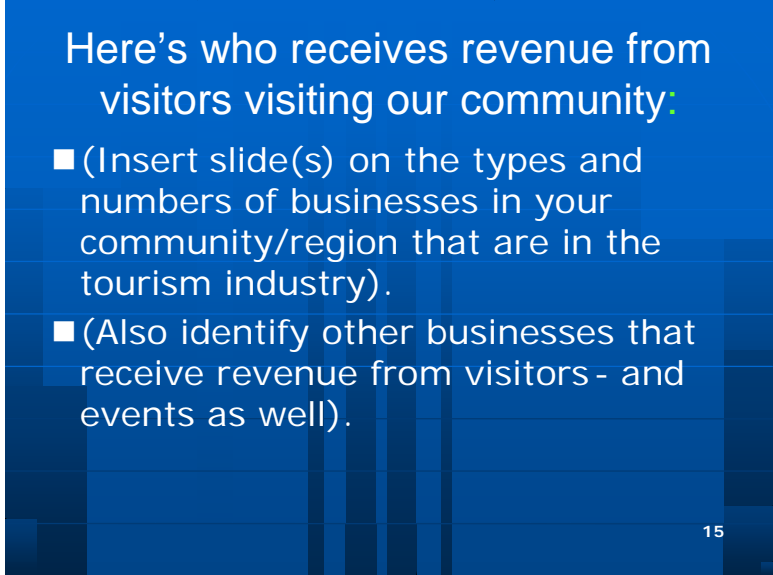 Here's who receives revenue from
visitors visiting our community:
(Insert slide(s) on the types and
numbers of businesses in your
community/region that are in the
tourism industry).
(Also identify other businesses that
receive revenue from visitors - and
events as well).
15